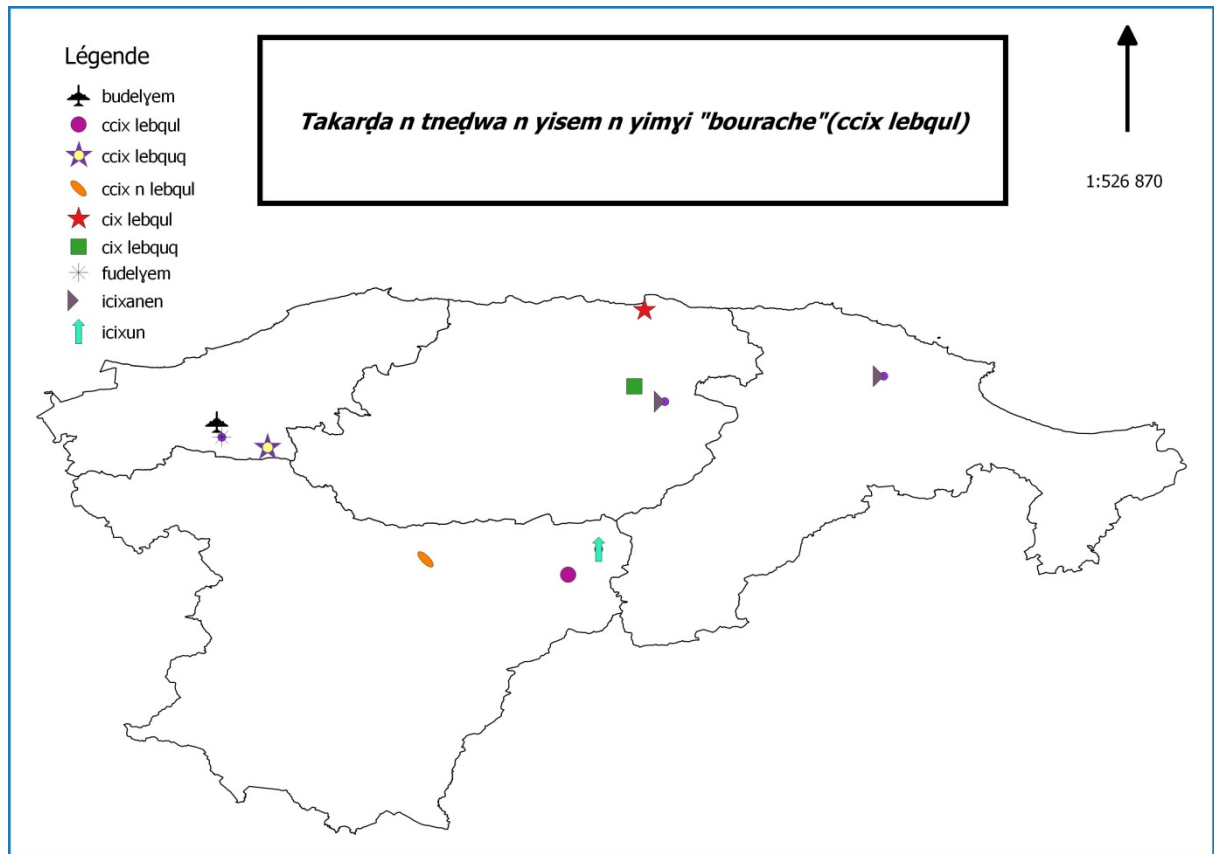 Légende
budelɣem
ccix lebqul
ccix lebquq
ccix n lebqul
cix lebqul
cix lebquq
fudelɣem
icixanen
icixun
Takarḍa n tneḍwa n yisem n yimɣi "bourache"(ccix lebqul)
1:526 870